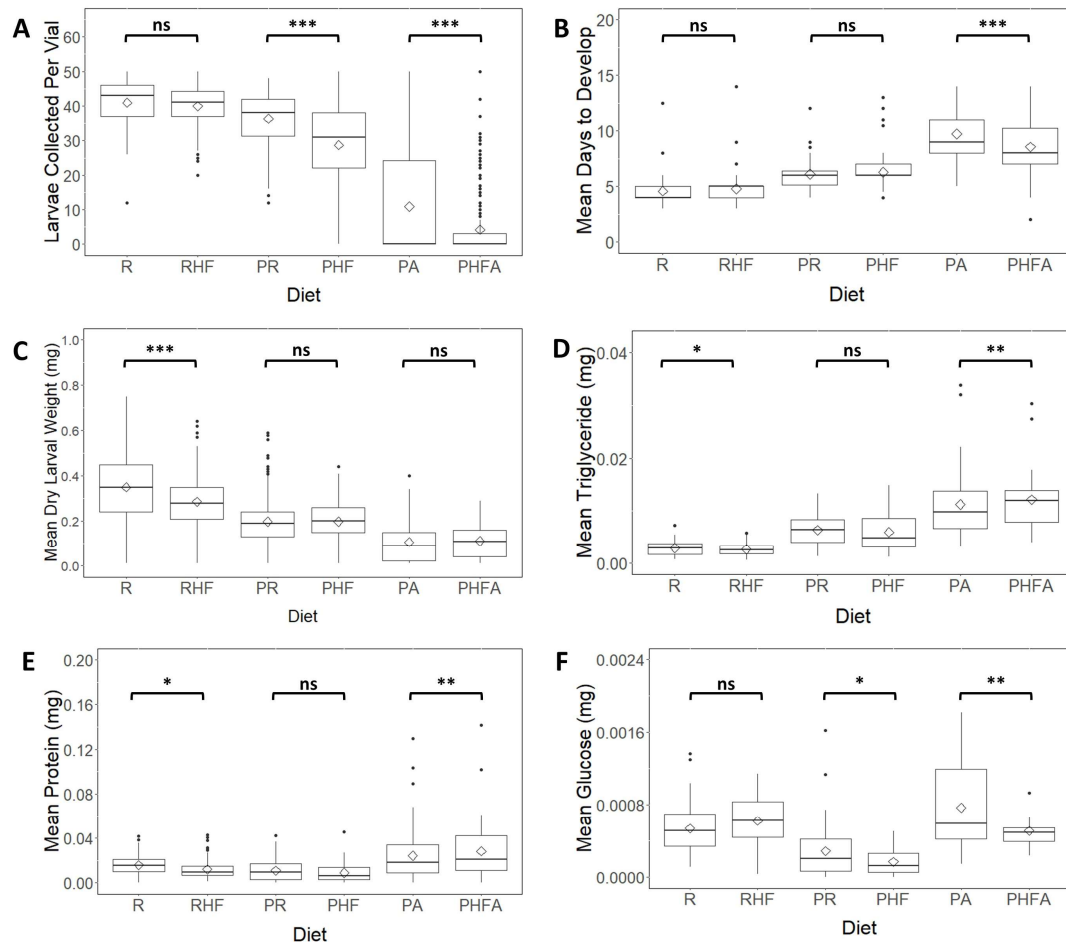 A
ns
***
***
Larvae Collected Per Vial
60
50
40
30
20
10
0
R RHF PR PHF PA PHFA
Diet
B
ns
ns
***
Mean Days to Develop
20
15
10
5
0
R RHF PR PHF PA PHFA
Diet
C
***
ns
ns
Mean Dry Larval Weight (mg)
1.0
0.8
0.6
0.4
0.2
0.0
R RHF PR PHF PA PHFA
Diet
D
*
ns
**
Mean Triglyceride (mg)
0.04
0.02
0.00
R RHF PR PHF PA PHFA
Diet
E
*
ns
**
Mean Protein (mg)
0.20
0.16
0.12
0.08
0.04
0.00
R RHF PR PHF PA PHFA
Diet
F
ns
*
**
Mean Glucose (mg)
0.0024
0.0016
0.0008
0.0000
R RHF PR PHF PA PHFA
Diet